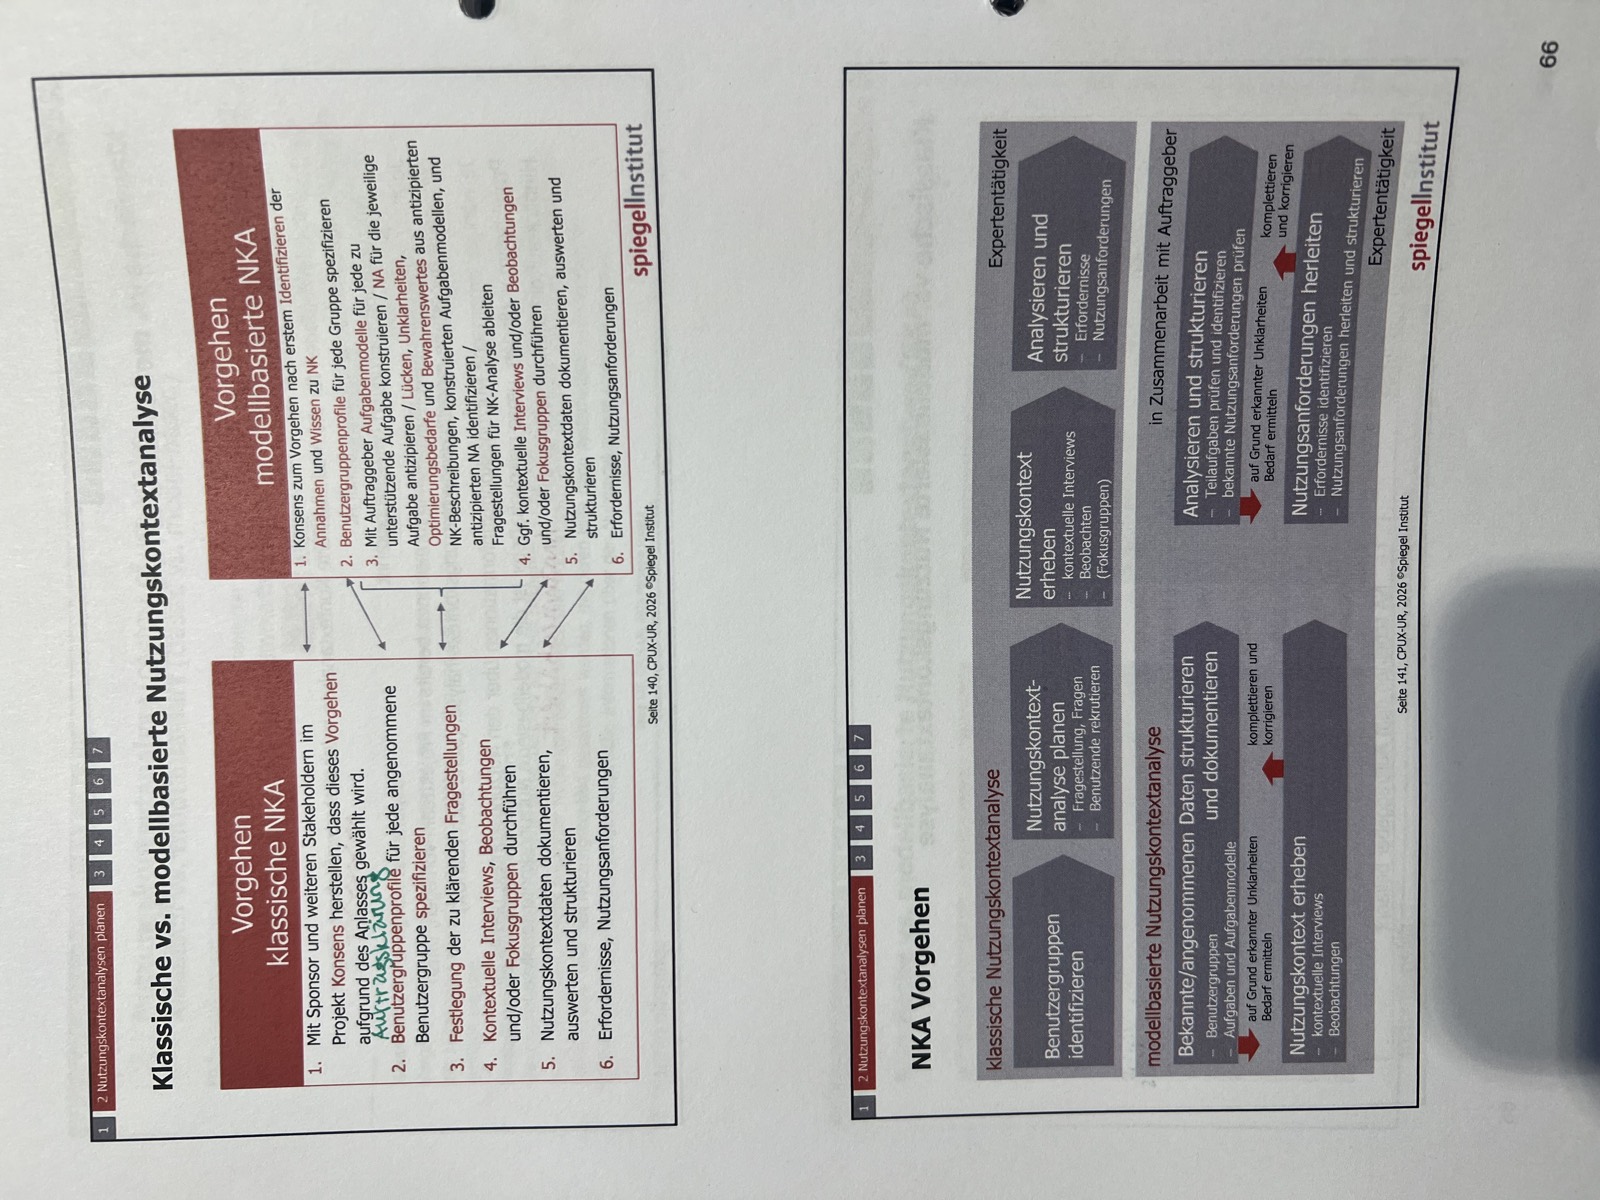 1 2 Nutzungskontextanalysen planen 3 4 5 6 7
Klassische vs. modellbasierte Nutzungskontextanalyse
Vorgehen
klassische NKA
1. Mit Sponsor und weiteren Stakeholdern im
Projekt Konsens herstellen, dass dieses Vorgehen
aufgrund des Anlasses gewählt wird.
Auftragsklärung
2. Benutzergruppenprofile für jede angenommene
Benutzergruppe spezifizieren
3. Festlegung der zu klärenden Fragestellungen
4. Kontextuelle Interviews, Beobachtungen
und/oder Fokusgruppen durchführen
5. Nutzungskontextdaten dokumentieren,
auswerten und strukturieren
6. Erfordernisse, Nutzungsanforderungen
Vorgehen
modellbasierte NKA
1. Konsens zum Vorgehen nach erstem Identifizieren der
Annahmen und Wissen zu NK
2. Benutzergruppenprofile für jede Gruppe spezifizieren
3. Mit Auftraggeber Aufgabenmodelle für jede zu
unterstützende Aufgabe konstruieren / NA für die jeweilige
Aufgabe antizipieren / Lücken, Unklarheiten,
Optimierungsbedarfe und Bewahrenswertes aus antizipierten
NK-Beschreibungen, konstruierten Aufgabenmodellen, und
antizipierten NA identifizieren /
Fragestellungen für NK-Analyse ableiten
4. Ggf. kontextuelle Interviews und/oder Beobachtungen
und/oder Fokusgruppen durchführen
5. Nutzungskontextdaten dokumentieren, auswerten und
strukturieren
6. Erfordernisse, Nutzungsanforderungen
Seite 140, CPUX-UR, 2026 ©Spiegel Institut
spiegelInstitut
1 2 Nutzungskontextanalysen planen 3 4 5 6 7
NKA Vorgehen
klassische Nutzungskontextanalyse
Expertentätigkeit
Benutzergruppen
identifizieren
Nutzungskontext-
analyse planen
– Fragestellung, Fragen
– Benutzende rekrutieren
Nutzungskontext
erheben
– kontextuelle Interviews
– Beobachten
– (Fokusgruppen)
Analysieren und
strukturieren
– Erfordernisse
– Nutzungsanforderungen
modellbasierte Nutzungskontextanalyse
in Zusammenarbeit mit Auftraggeber
Bekannte/angenommenen Daten strukturieren
und dokumentieren
– Benutzergruppen
– Aufgaben und Aufgabenmodelle
auf Grund erkannter Unklarheiten
Bedarf ermitteln
komplettieren und
korrigieren
Nutzungskontext erheben
– kontextuelle Interviews
– Beobachtungen
Analysieren und strukturieren
– Teilaufgaben prüfen und identifizieren
– bekannte Nutzungsanforderungen prüfen
auf Grund erkannter Unklarheiten
Bedarf ermitteln
komplettieren
und korrigieren
Nutzungsanforderungen herleiten
– Erfordernisse identifizieren
– Nutzungsanforderungen herleiten und strukturieren
Expertentätigkeit
Seite 141, CPUX-UR, 2026 ©Spiegel Institut
spiegelInstitut
66